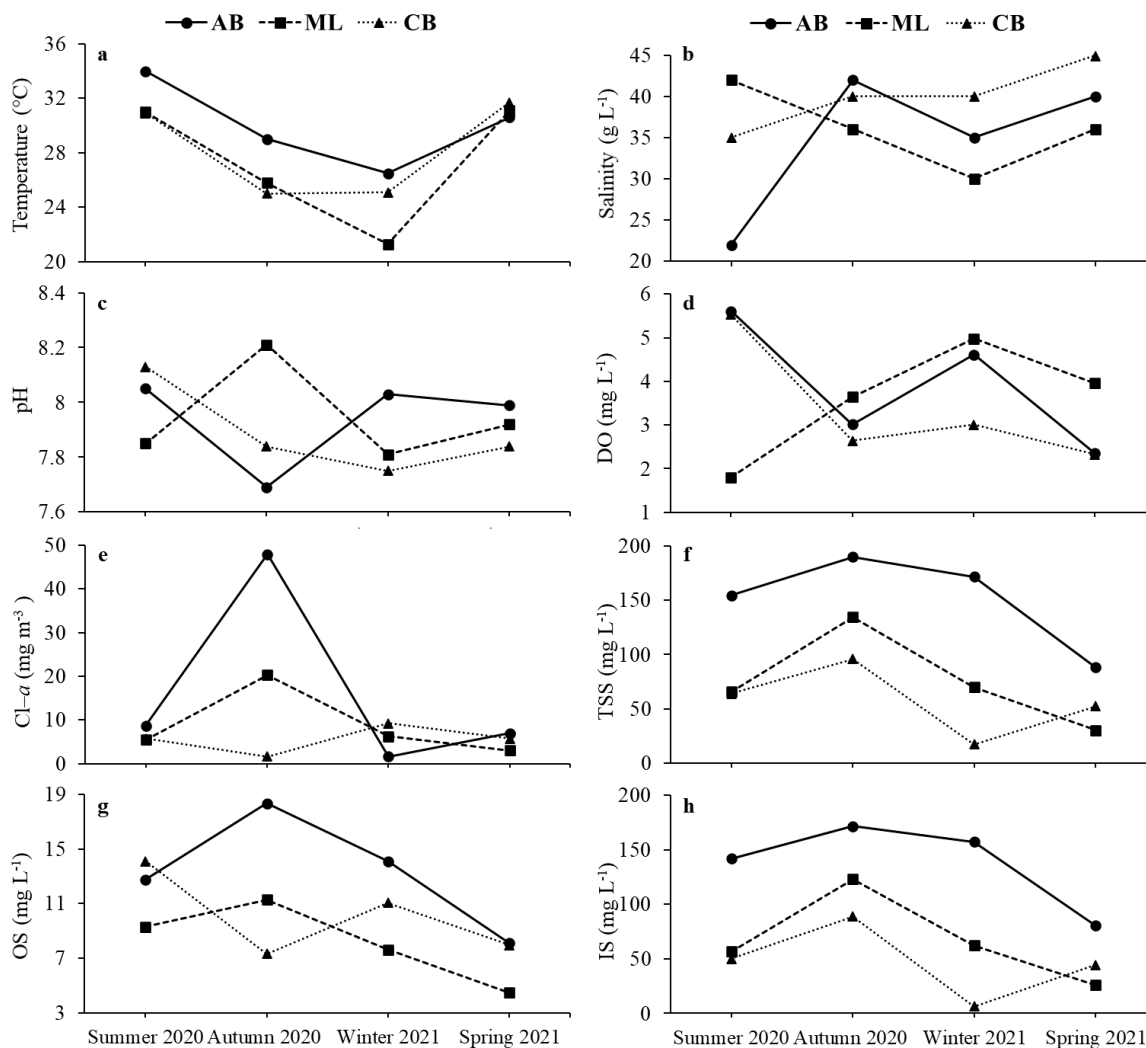 AB ML CB
AB ML CB
a
Temperature (°C)
36
32
28
24
20
b
Salinity (g L-1)
45
40
35
30
25
20
c
pH
8.4
8.2
8
7.8
7.6
d
DO (mg L-1)
6
5
4
3
2
1
e
Cl–a (mg m-3 )
50
40
30
20
10
0
f
TSS (mg L-1)
200
150
100
50
0
g
OS (mg L-1)
19
15
11
7
3
h
IS (mg L-1)
200
150
100
50
0
Summer 2020 Autumn 2020 Winter 2021 Spring 2021
Summer 2020 Autumn 2020 Winter 2021 Spring 2021